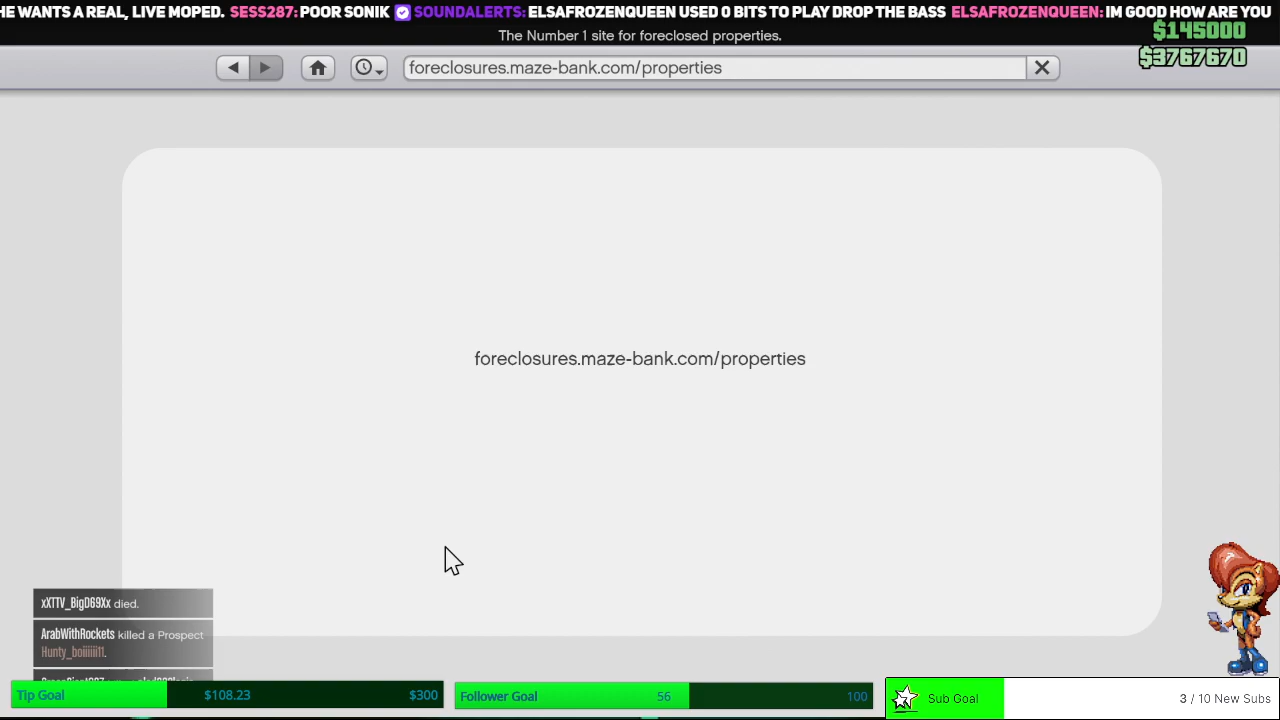 HE WANTS A REAL, LIVE MOPED. SESS287: POOR SONIK SOUNDALERTS: ELSAFROZENQUEEN USED 0 BITS TO PLAY DROP THE BASS ELSAFROZENQUEEN: IM GOOD HOW ARE YOU
The Number 1 site for foreclosed properties.
$145000
$3767670
foreclosures.maze-bank.com/properties
foreclosures.maze-bank.com/properties
xXTTV_BigD69Xx died.
ArabWithRockets killed a Prospect
Hunty_boiiiiiii11.
Tip Goal $108.23 $300
Follower Goal 56 100
Sub Goal 3 / 10 New Subs